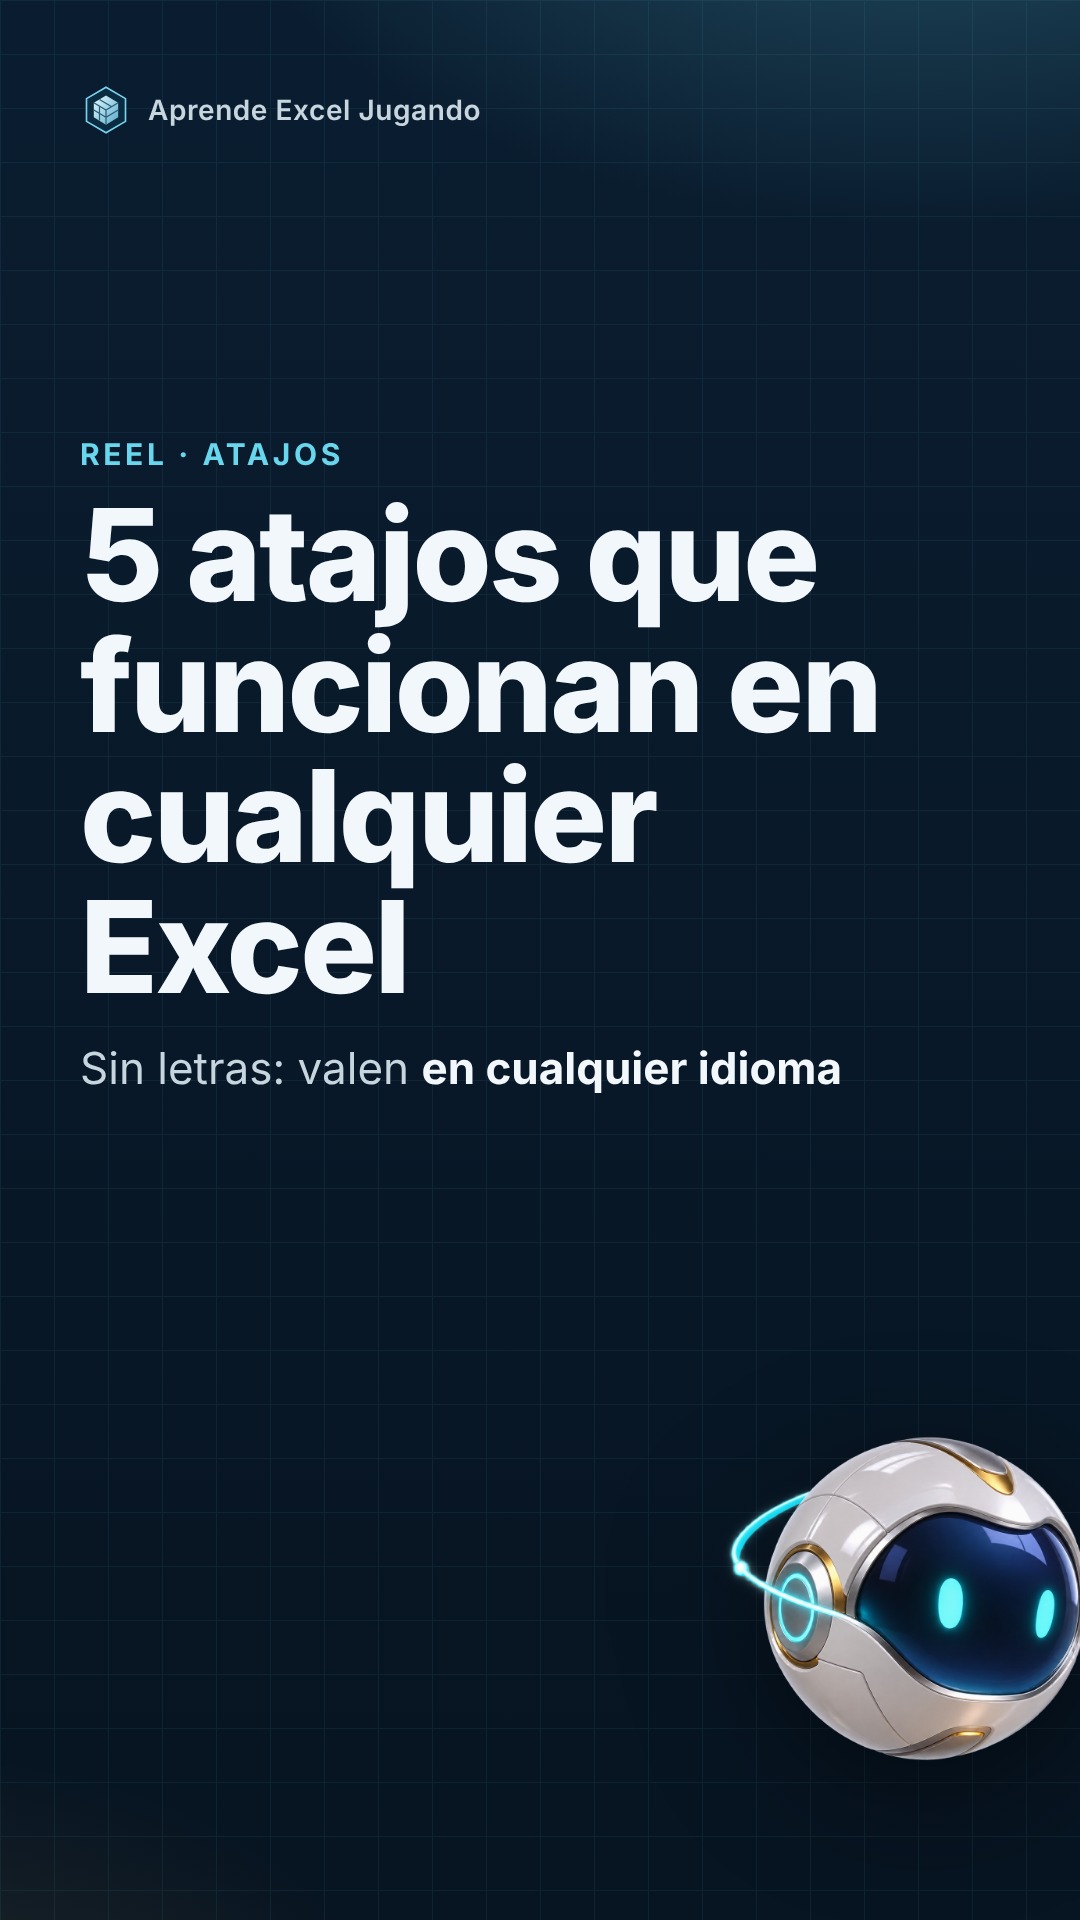 Aprende Excel Jugando
REEL · ATAJOS
5 atajos que
funcionan en
cualquier
Excel
Sin letras: valen en cualquier idioma